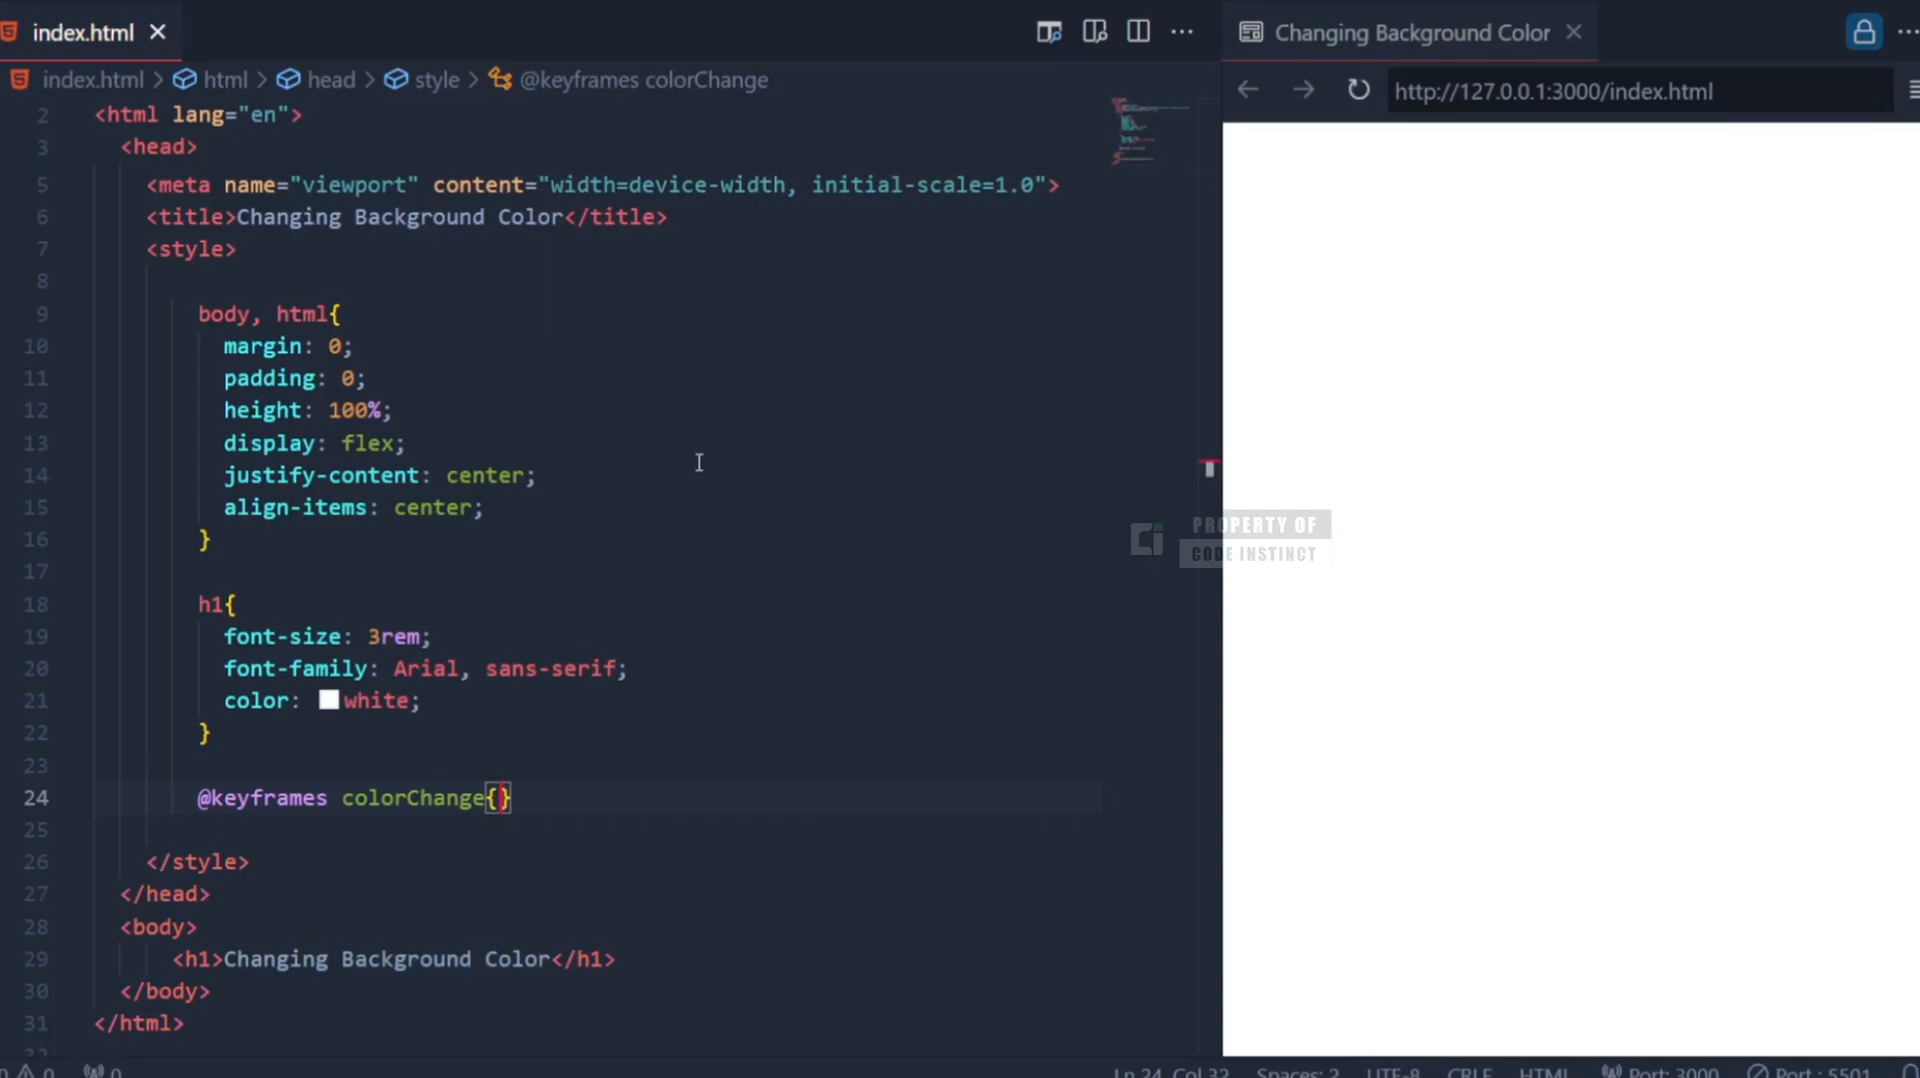 index.html
Changing Background Color
index.html > html > head > style > @keyframes colorChange
http://127.0.0.1:3000/index.html
2 <html lang="en">
3 <head>
5 <meta name="viewport" content="width=device-width, initial-scale=1.0">
6 <title>Changing Background Color</title>
7 <style>
8
9 body, html{
10 margin: 0;
11 padding: 0;
12 height: 100%;
13 display: flex;
14 justify-content: center;
15 align-items: center;
16 }
17
18 h1{
19 font-size: 3rem;
20 font-family: Arial, sans-serif;
21 color: white;
22 }
23
24 @keyframes colorChange{}
25
26 </style>
27 </head>
28 <body>
29 <h1>Changing Background Color</h1>
30 </body>
31 </html>
32
PROPERTY OF
CODE INSTINCT
0 0 0 Ln 24, Col 32 Spaces: 2 UTF-8 CRLF HTML Port: 3000 Port : 5501